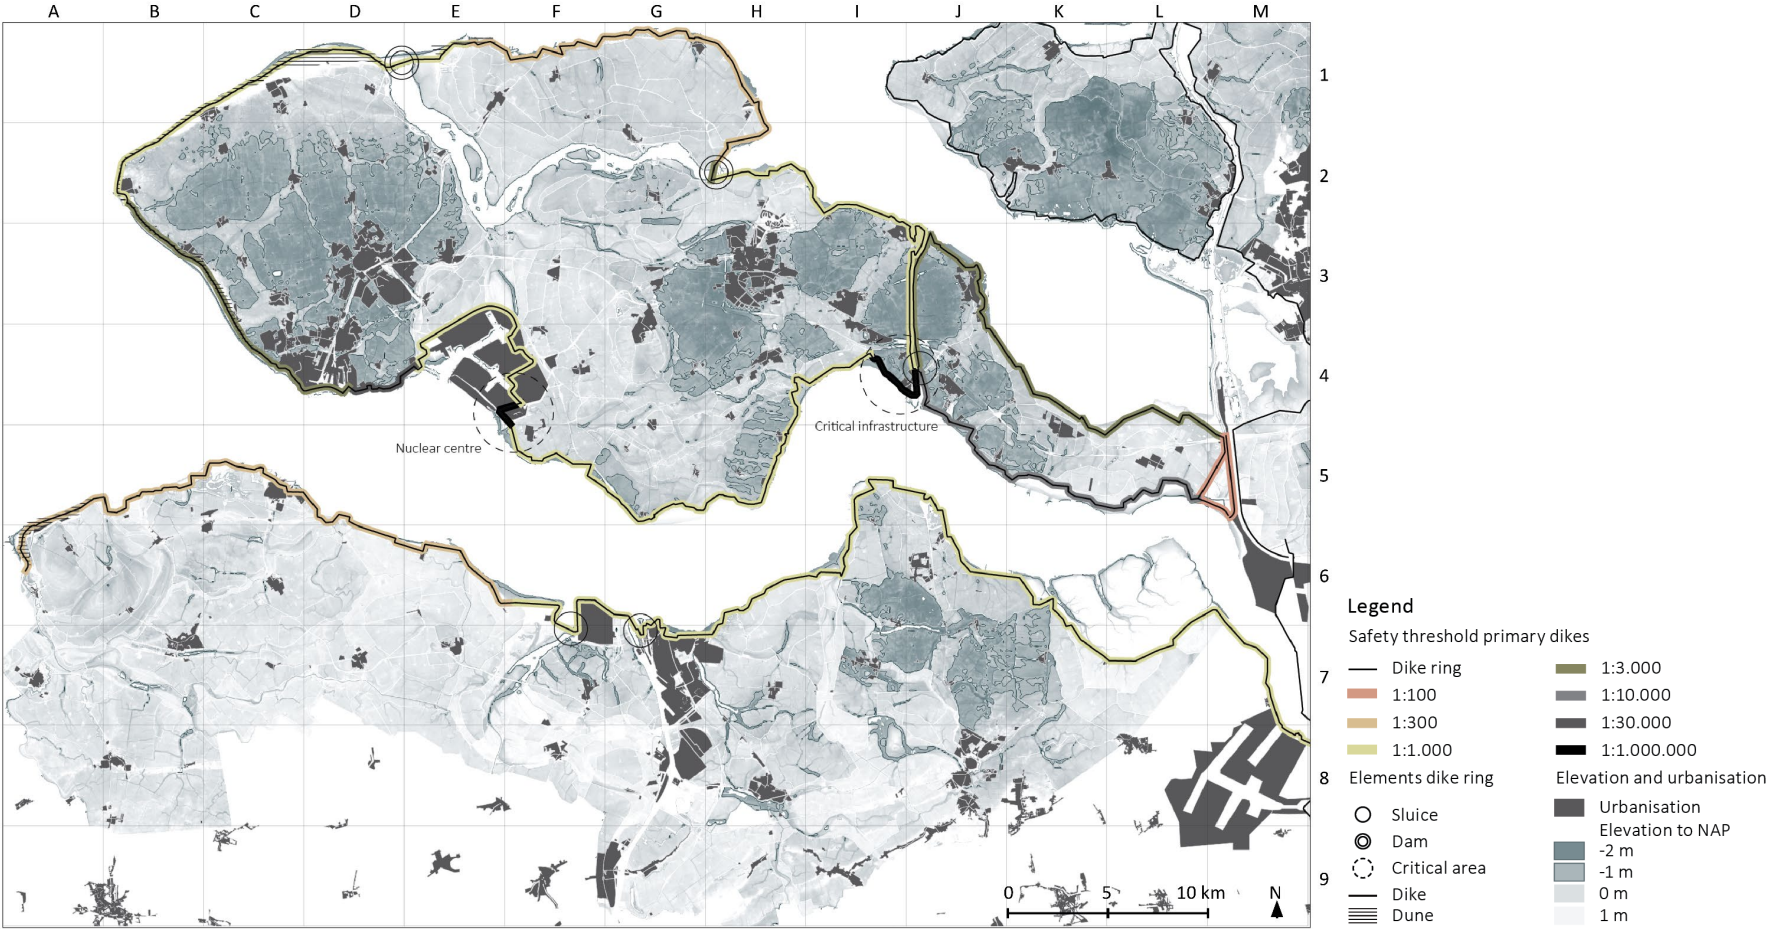 A B C D E F G H I J K L M
1
2
3
4
Critical infrastructure
Nuclear centre
5
6
7
8
9
0 5 10 km N
Legend
Safety threshold primary dikes
Dike ring
1:100
1:300
1:1.000
1:3.000
1:10.000
1:30.000
1:1.000.000
Elements dike ring
Sluice
Dam
Critical area
Dike
Dune
Elevation and urbanisation
Urbanisation
Elevation to NAP
-2 m
-1 m
0 m
1 m